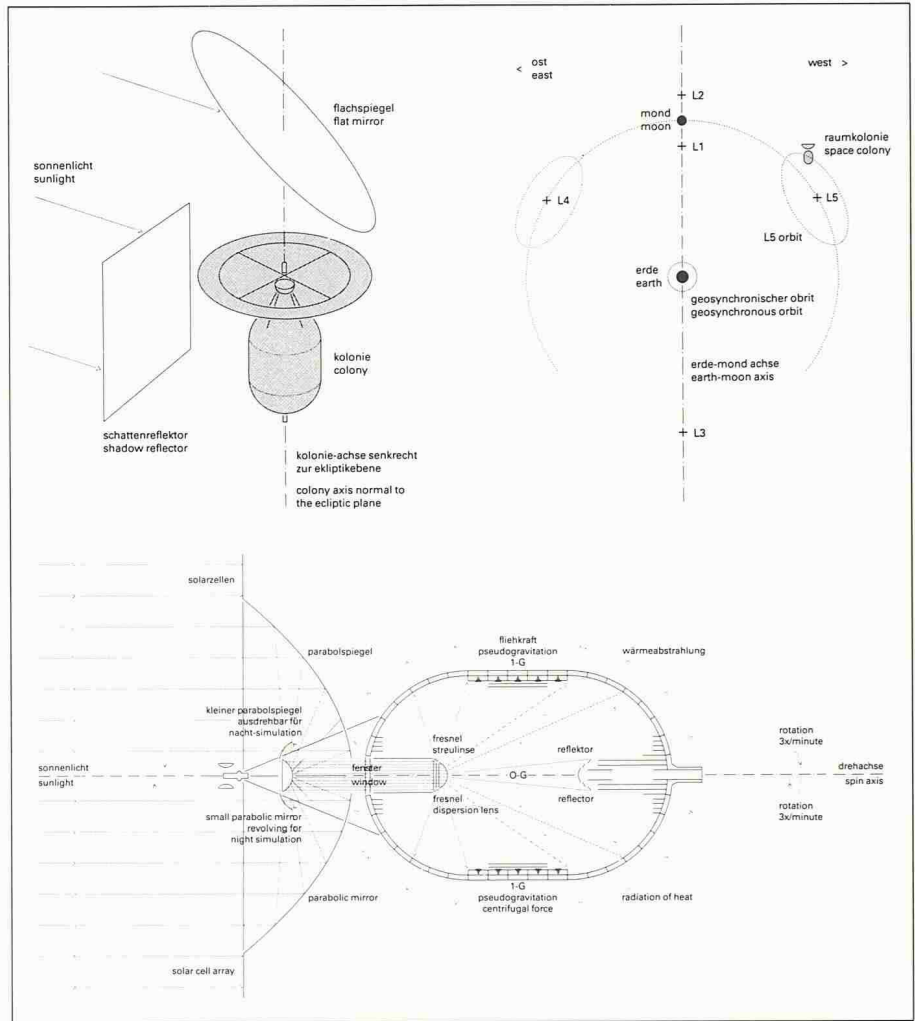 flachspiegel
flat mirror
sonnenlicht
sunlight
schattenreflektor
shadow reflector
kolonie
colony
kolonie-achse senkrecht
zur ekliptikebene
colony axis normal to
the ecliptic plane
< ost
east
west >
L2
mond
moon
L1
raumkolonie
space colony
L4
L5
L5 orbit
erde
earth
geosynchronischer obrit
geosynchronous orbit
erde-mond achse
earth-moon axis
L3
solarzellen
parabolspiegel
fliehkraft
pseudogravitation
1-G
wärmeabstrahlung
kleiner parabolspiegel
ausdrehbar für
nacht-simulation
fresnel
streulinse
reflektor
rotation
3x/minute
sonnenlicht
sunlight
fenster
window
O-G
drehachse
spin axis
small parabolic mirror
revolving for
night simulation
fresnel
dispersion lens
reflector
rotation
3x/minute
parabolic mirror
1-G
pseudogravitation
centrifugal force
radiation of heat
solar cell array